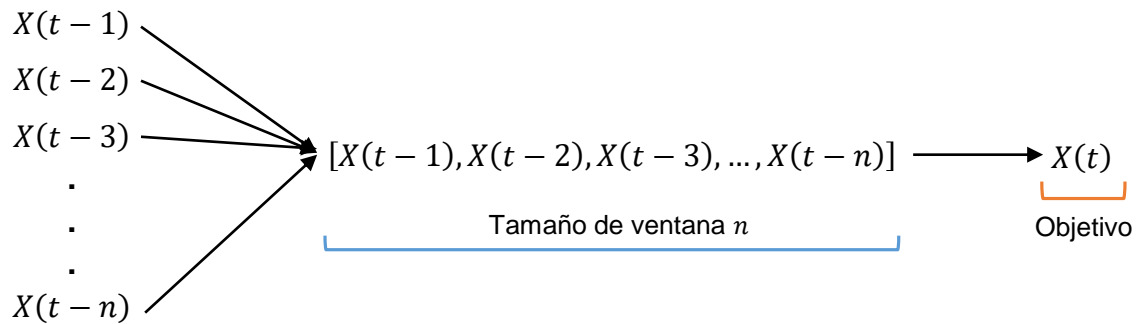 X(t − 1)
X(t − 2)
X(t − 3)
.
.
.
X(t − n)
[X(t − 1), X(t − 2), X(t − 3), … , X(t − n)]
X(t)
Tamaño de ventana n
Objetivo